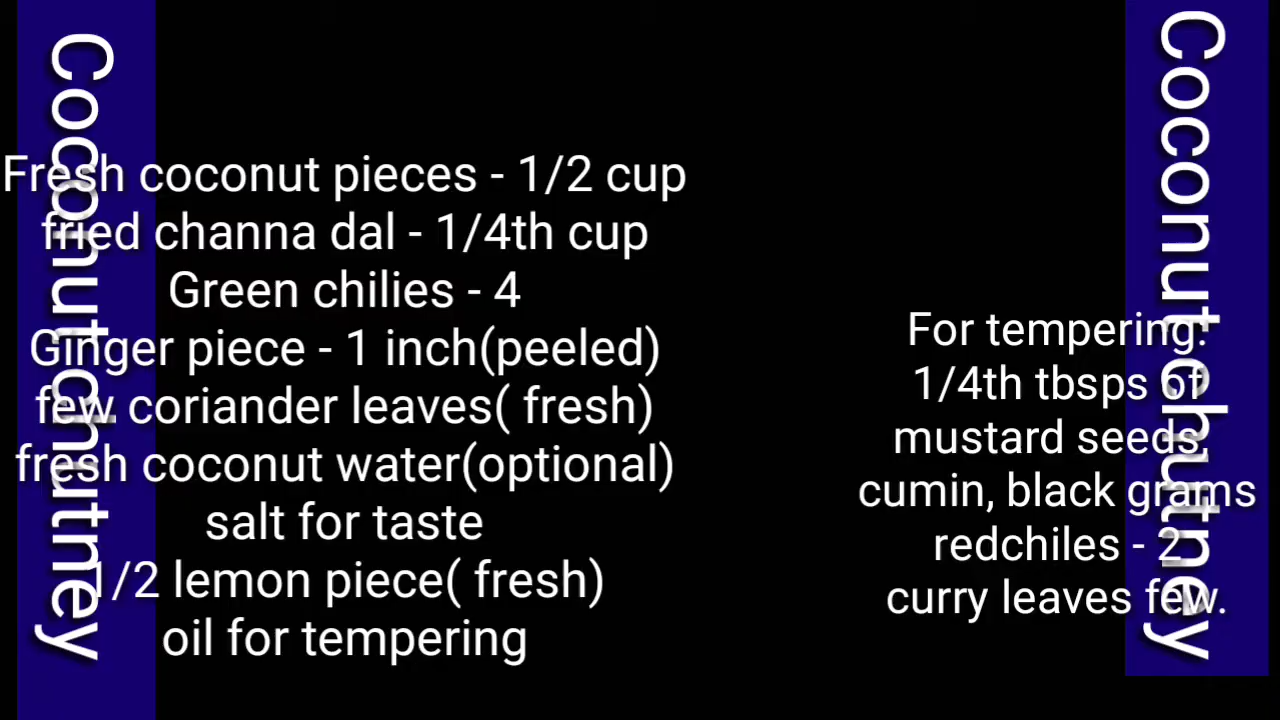 Coconut chutney
Fresh coconut pieces - 1/2 cup
fried channa dal - 1/4th cup
Green chilies - 4
Ginger piece - 1 inch(peeled)
few coriander leaves( fresh)
fresh coconut water(optional)
salt for taste
1/2 lemon piece( fresh)
oil for tempering
For tempering:
1/4th tbsps of
mustard seeds
cumin, black grams
redchiles - 2
curry leaves few.
Coconut chutney